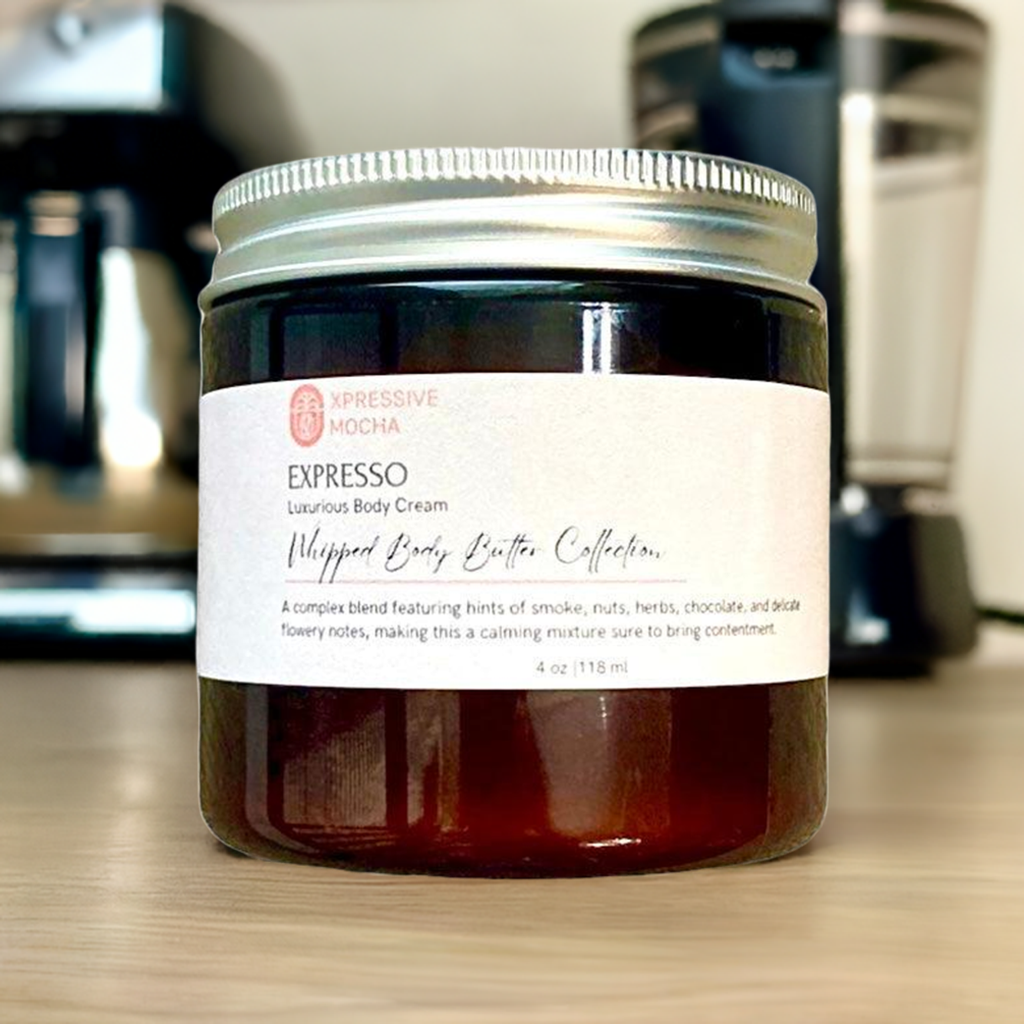 XPRESSIVE
MOCHA
EXPRESSO
Luxurious Body Cream
Whipped Body Butter Collection
A complex blend featuring hints of smoke, nuts, herbs, chocolate, and delicate
flowery notes, making this a calming mixture sure to bring contentment.
4 oz |118 ml